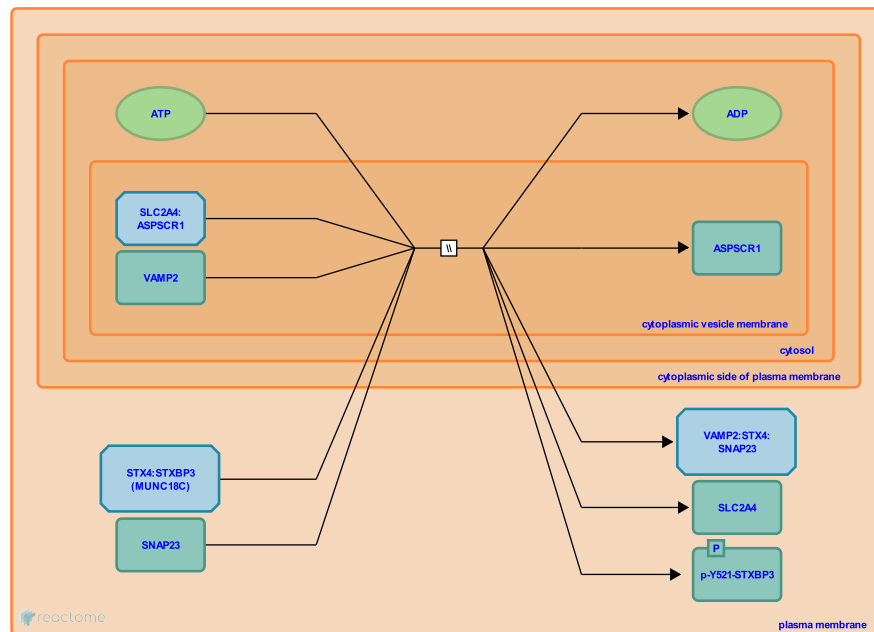 ATP
ADP
SLC2A4:
ASPSCR1
VAMP2
\\
ASPSCR1
cytoplasmic vesicle membrane
cytosol
cytoplasmic side of plasma membrane
STX4:STXBP3
(MUNC18C)
SNAP23
VAMP2:STX4:
SNAP23
SLC2A4
P
p-Y521-STXBP3
reactome
plasma membrane